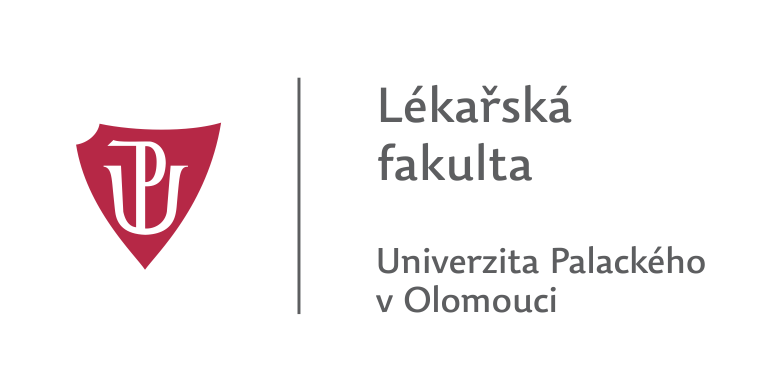 Lékařská
fakulta
Univerzita Palackého
v Olomouci